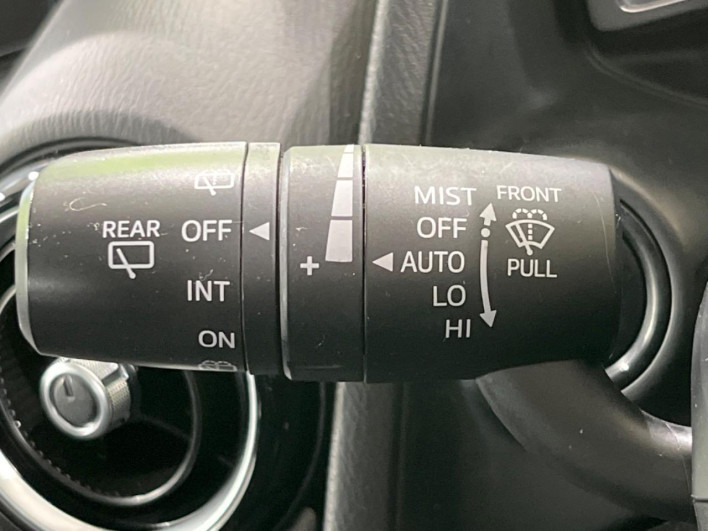 REAR
OFF
INT
ON
+
MIST
OFF
AUTO
LO
HI
FRONT
PULL